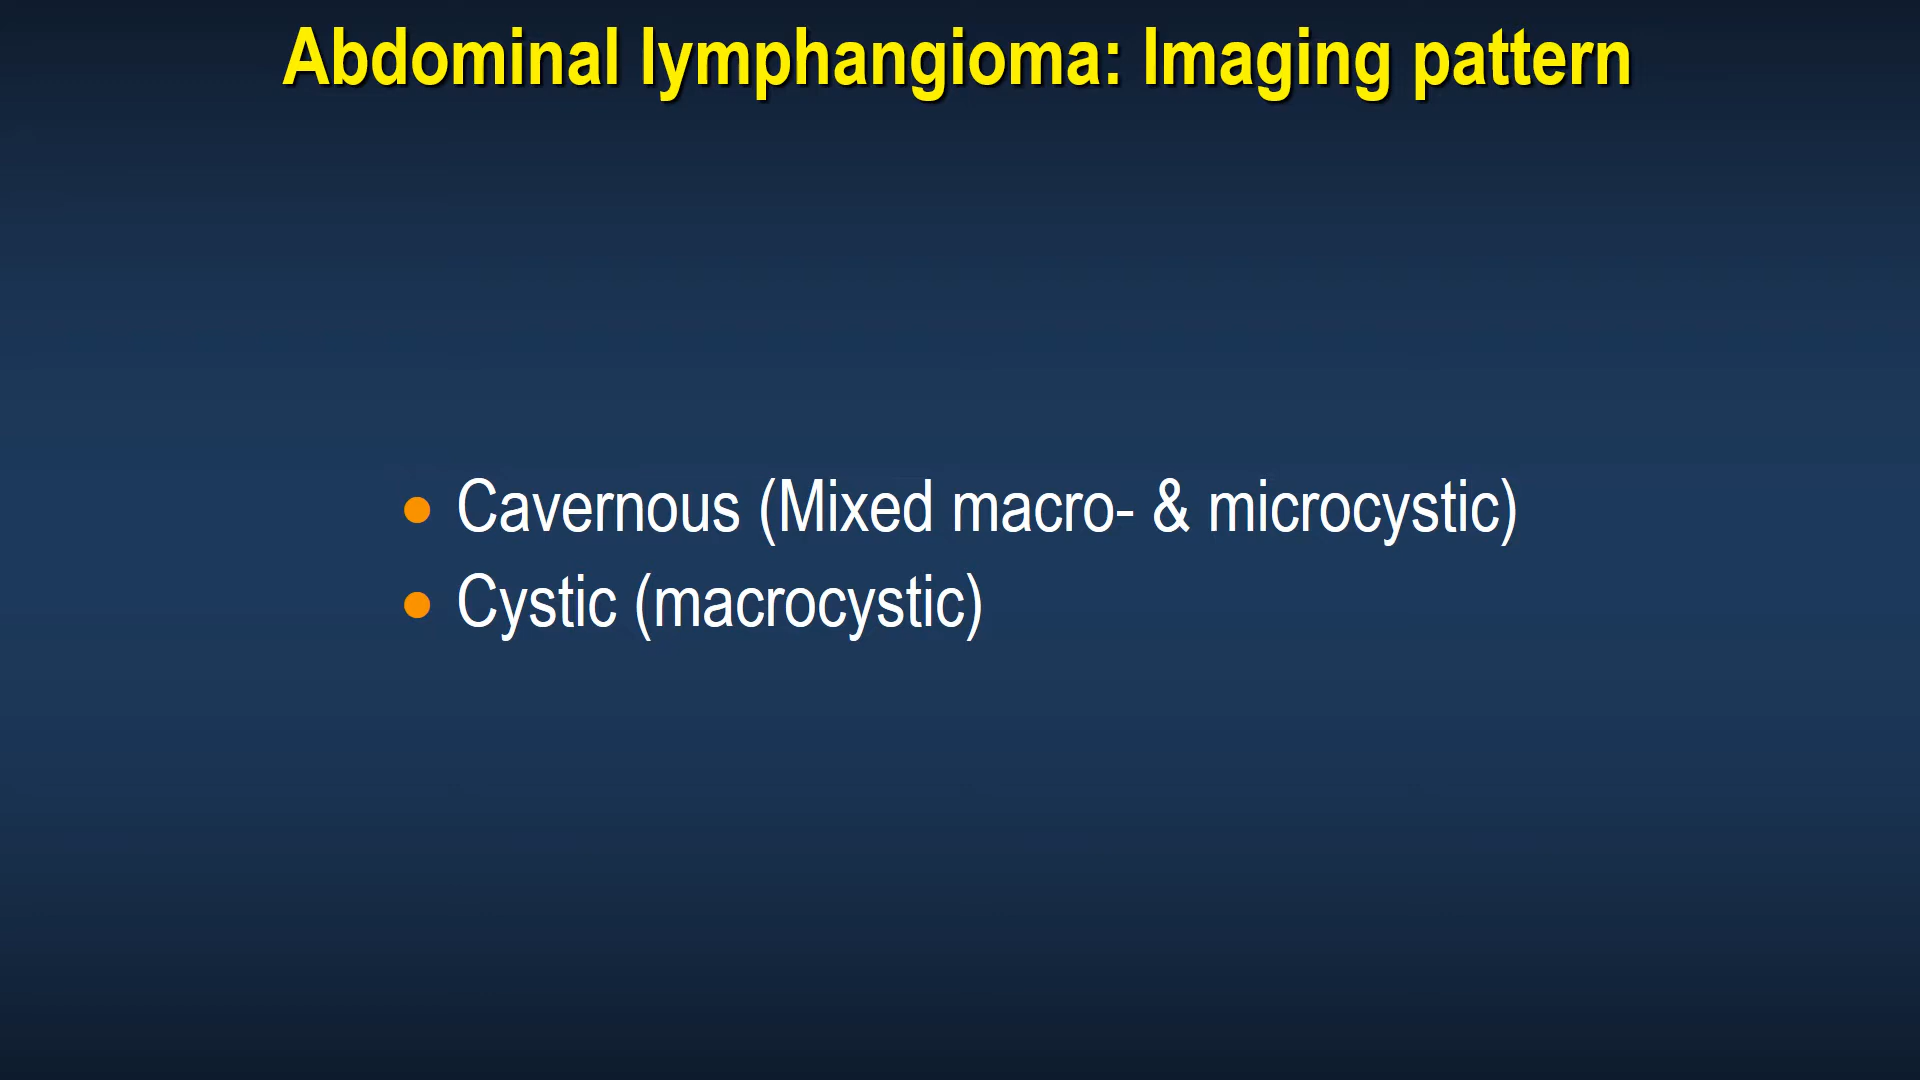 Abdominal lymphangioma: Imaging pattern
• Cavernous (Mixed macro- & microcystic)
• Cystic (macrocystic)